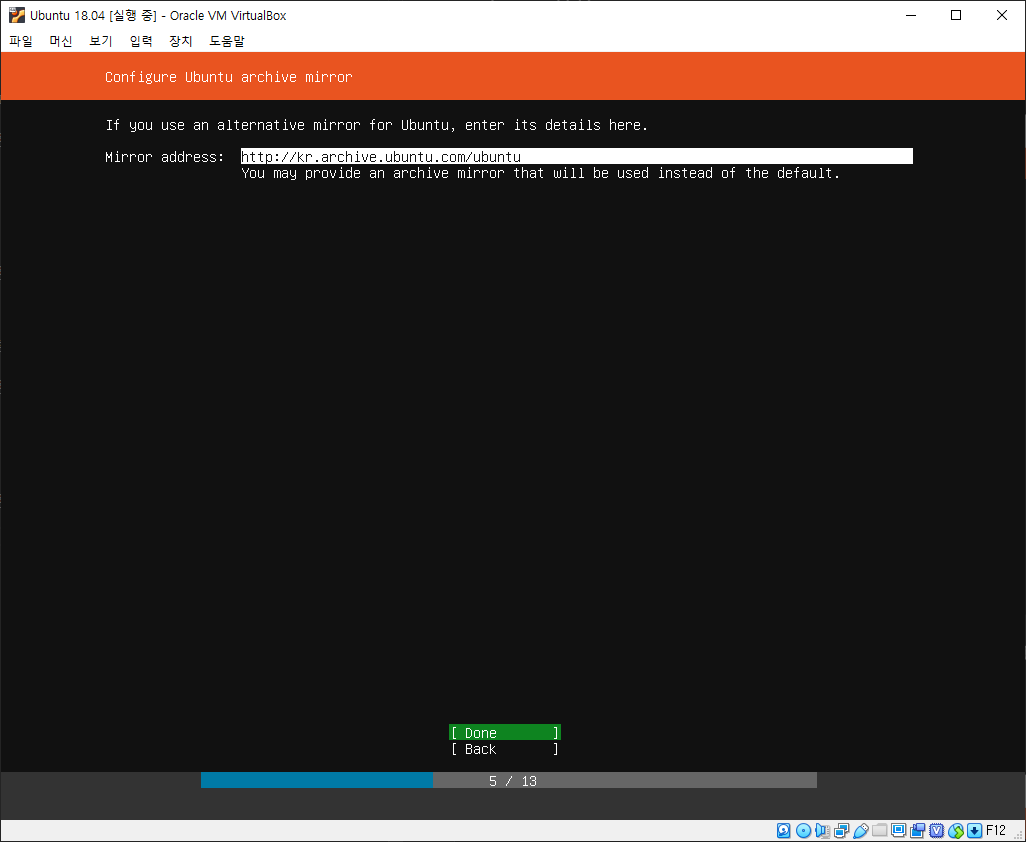 Ubuntu 18.04 [실행 중] - Oracle VM VirtualBox
파일 머신 보기 입력 장치 도움말
Configure Ubuntu archive mirror
If you use an alternative mirror for Ubuntu, enter its details here.
Mirror address: http://kr.archive.ubuntu.com/ubuntu
You may provide an archive mirror that will be used instead of the default.
[ Done ]
[ Back ]
5 / 13
F12